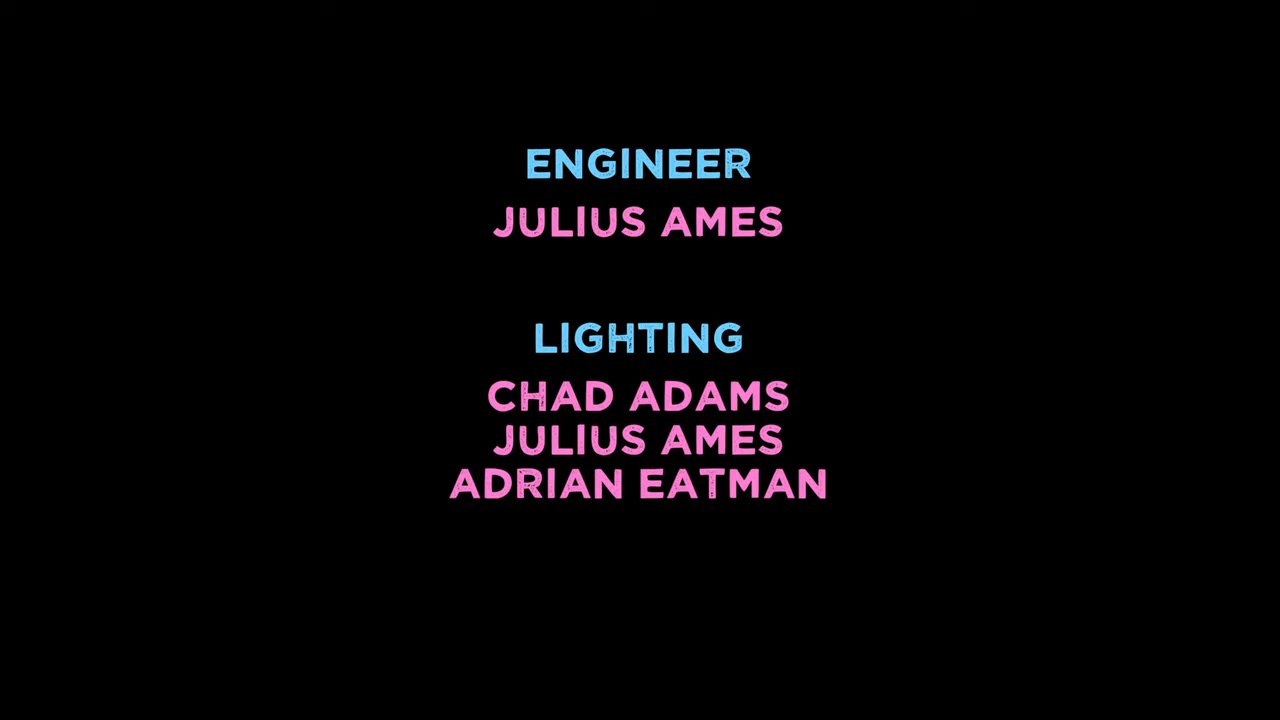 ENGINEER
JULIUS AMES
LIGHTING
CHAD ADAMS
JULIUS AMES
ADRIAN EATMAN